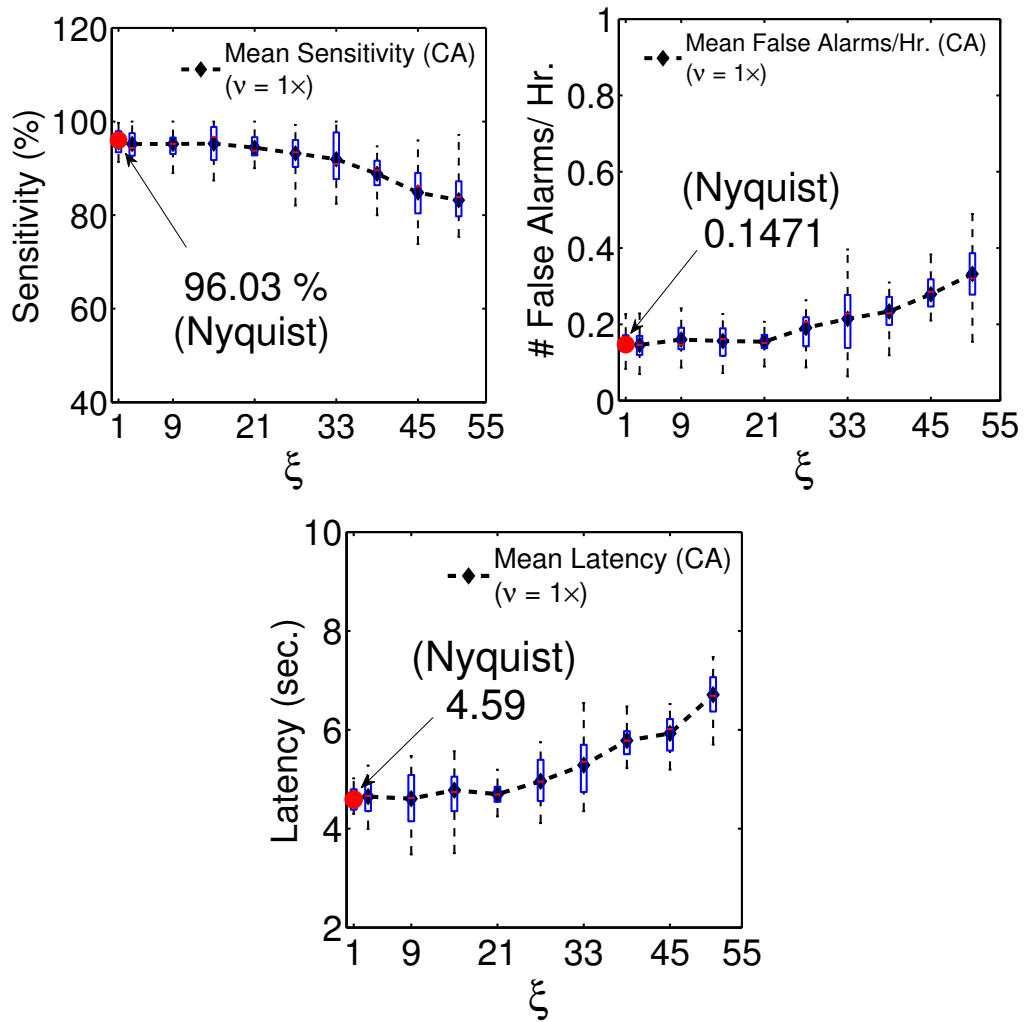 120
100
80
60
40
Sensitivity (%)
Mean Sensitivity (CA)
(ν = 1×)
96.03 %
(Nyquist)
1 9 21 33 45 55
ξ
1
0.8
0.6
0.4
0.2
0
# False Alarms/ Hr.
Mean False Alarms/Hr. (CA)
(ν = 1×)
(Nyquist)
0.1471
1 9 21 33 45 55
ξ
10
8
6
4
2
Latency (sec.)
Mean Latency (CA)
(ν = 1×)
(Nyquist)
4.59
1 9 21 33 45 55
ξ